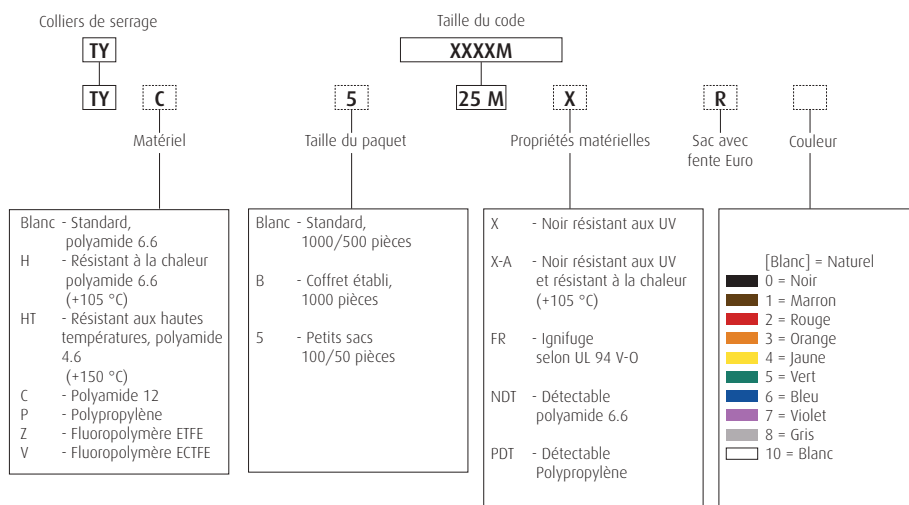 Colliers de serrage
Taille du code
TY
XXXXM
TY
C
5
25 M
X
R
Matériel
Taille du paquet
Propriétés matérielles
Sac avec
fente Euro
Couleur
Blanc - Standard,
polyamide 6.6
H - Résistant à la chaleur
polyamide 6.6
(+105 °C)
HT - Résistant aux hautes
températures, polyamide
4.6
(+150 °C)
C - Polyamide 12
P - Polypropylène
Z - Fluoropolymère ETFE
V - Fluoropolymère ECTFE
Blanc - Standard,
1000/500 pièces
B - Coffret établi,
1000 pièces
5 - Petits sacs
100/50 pièces
X - Noir résistant aux UV
X-A - Noir résistant aux UV
et résistant à la chaleur
(+105 °C)
FR - Ignifuge
selon UL 94 V-O
NDT - Détectable
polyamide 6.6
PDT - Détectable
Polypropylène
[Blanc] = Naturel
0 = Noir
1 = Marron
2 = Rouge
3 = Orange
4 = Jaune
5 = Vert
6 = Bleu
7 = Violet
8 = Gris
10 = Blanc